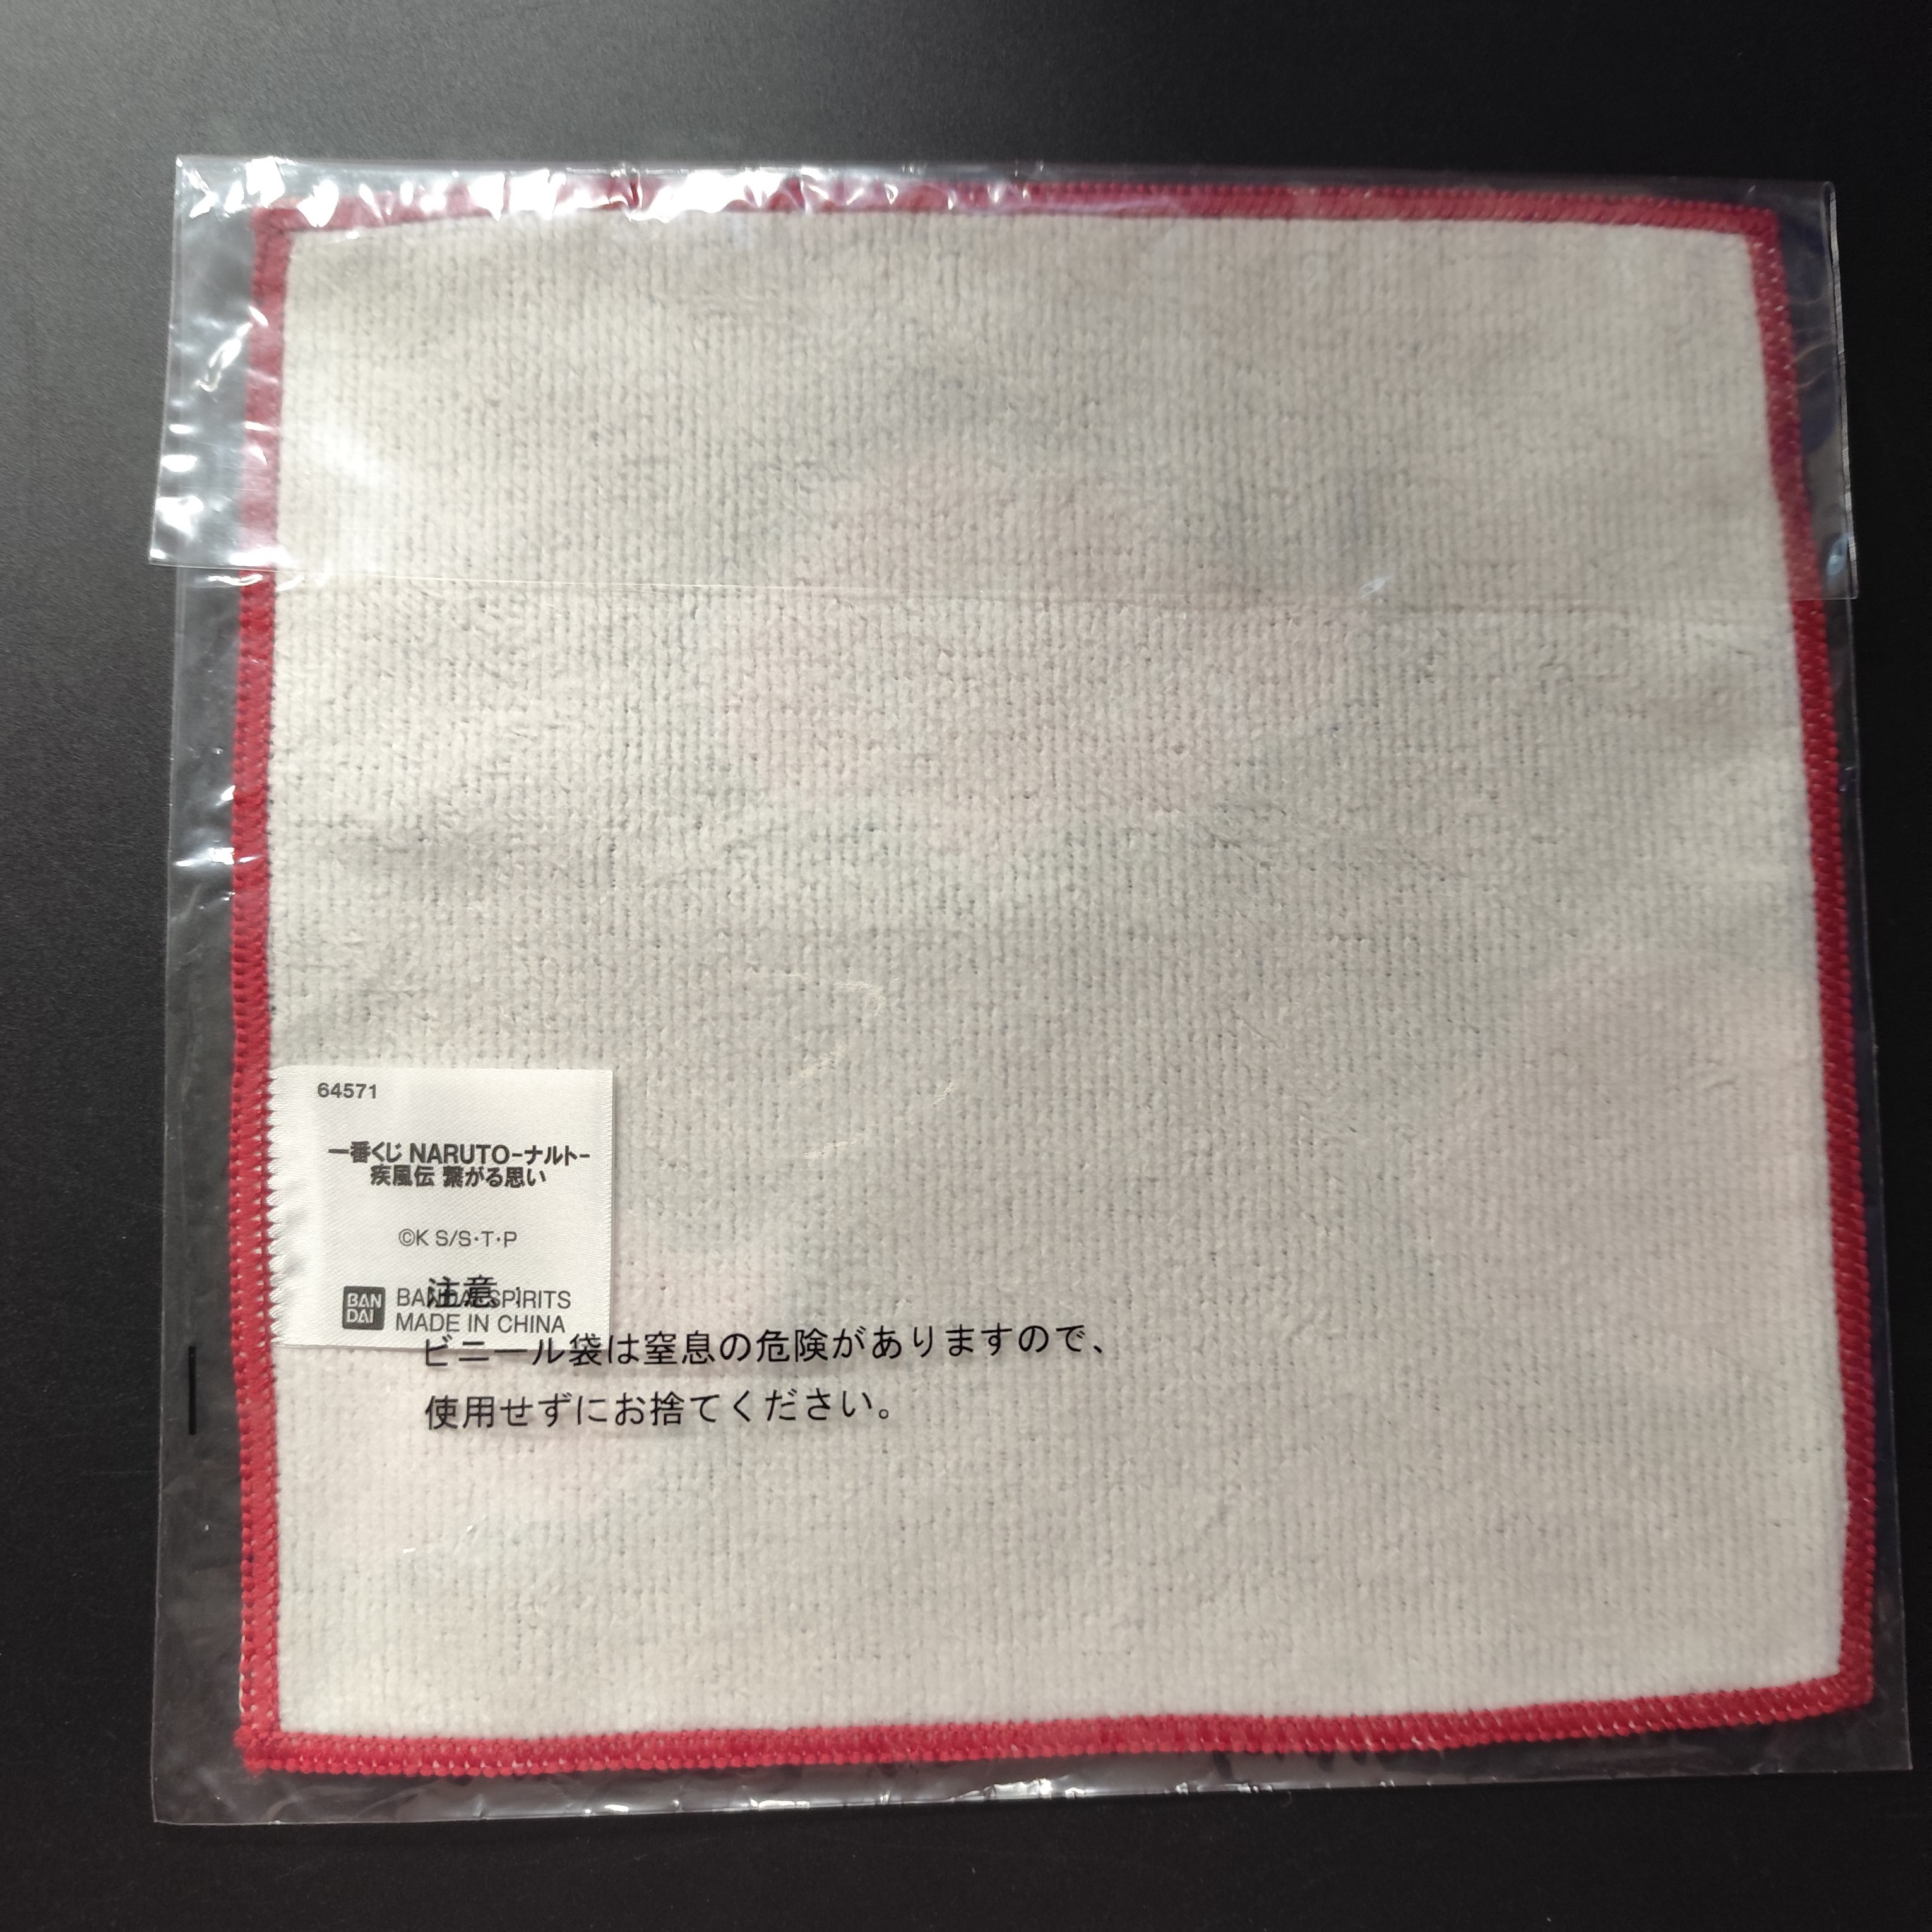 64571
一番くじ NARUTO-ナルト-
疾風伝 繋がる思い
©K S/S・T・P
BAN
DAI
BANDAI SPIRITS
MADE IN CHINA
注意：
ビニール袋は窒息の危険がありますので、
使用せずにお捨てください。